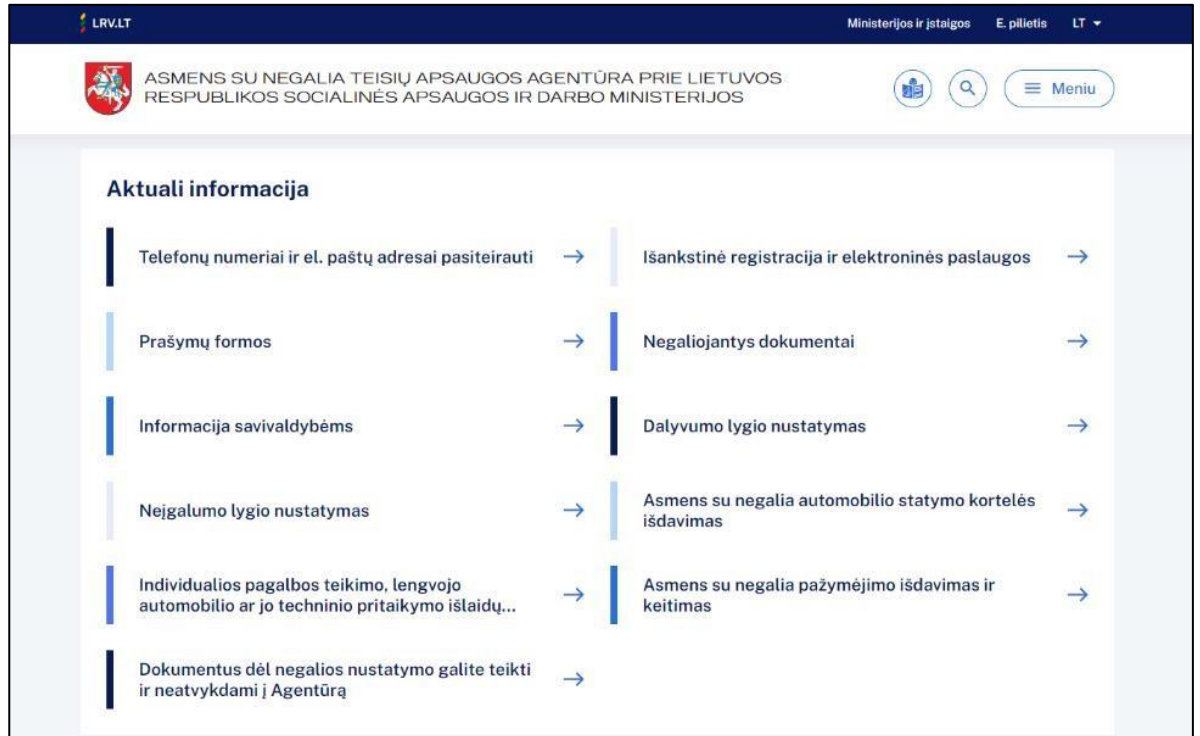 LRV.LT
Ministerijos ir įstaigos E. pilietis LT
ASMENS SU NEGALIA TEISIŲ APSAUGOS AGENTŪRA PRIE LIETUVOS
RESPUBLIKOS SOCIALINĖS APSAUGOS IR DARBO MINISTERIJOS
Meniu
Aktuali informacija
Telefonų numeriai ir el. paštų adresai pasiteirauti
Išankstinė registracija ir elektroninės paslaugos
Prašymų formos
Negaliojantys dokumentai
Informacija savivaldybėms
Dalyvumo lygio nustatymas
Neįgalumo lygio nustatymas
Asmens su negalia automobilio statymo kortelės
išdavimas
Individualios pagalbos teikimo, lengvojo
automobilio ar jo techninio pritaikymo išlaidų...
Asmens su negalia pažymėjimo išdavimas ir
keitimas
Dokumentus dėl negalios nustatymo galite teikti
ir neatvykdami į Agentūrą